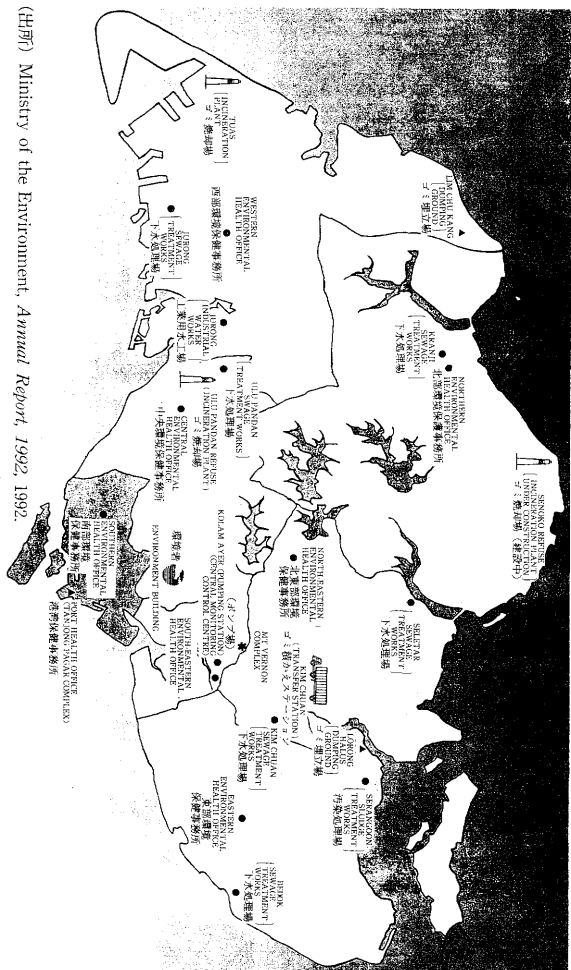 TUAS
INCINERATION
PLANT
ゴミ焼却場
LIM CHU KANG
DUMPING
GROUND
ゴミ埋立場
WESTERN
ENVIRONMENTAL
HEALTH OFFICE
西部環境保健事務所
JURONG
SEWAGE
TREATMENT
WORKS
下水処理場
KRANJI
SEWAGE
TREATMENT
WORKS
下水処理場
NORTHERN
ENVIRONMENTAL
HEALTH OFFICE
北部環境保護事務所
JURONG
INDUSTRIAL
WATER
WORKS
工業用水工場
ULU PANDAN
SWAGE
TREATMENT WORKS
下水処理場
ULU PANDAN REFUSE
INCINERATION PLANT
ゴミ焼却場
CENTRAL
ENVIRONMENTAL
HEALTH OFFICE
中央環境保健事務所
SENOKO REFUSE
INCINERATION PLANT
UNDER CONSTRUCTION
ゴミ焼却場(建設中)
SOUTHERN
ENVIRONMENTAL
HEALTH OFFICE
南部環境
保健事務所
環境省
ENVIRONMENT BUILDING
KOLAM AYER (PUMPING STATION)
(CENTRAL MONITORING
CONTROL CENTRE)
(ポンプ場)
NORTH-EASTERN
ENVIRONMENTAL
HEALTH OFFICE
北東部環境
保健事務所
SELETAR
SEWAGE
TREATMENT
WORKS
下水処理場
PORT HEALTH OFFICE
(TANJONG PAGAR COMPLEX)
港湾保健事務所
SOUTH-EASTERN
ENVIRONMENTAL
HEALTH OFFICE
MT VERNON
COMPLEX
KIM CHUAN
(TRANSFER STATION)
ゴミ積かえステーション
LORONG
HALUS
DUMPING
GROUND
ゴミ埋立場
KIM CHUAN
SEWAGE
TREATMENT
WORKS
下水処理場
SERANGOON
SLUDGE
TREATMENT
WORKS
汚染処理場
EASTERN
ENVIRONMENTAL
HEALTH OFFICE
東部環境
保健事務所
BEDOK
SEWAGE
TREATMENT
WORKS
下水処理場
(出所) Ministry of the Environment, Annual Report, 1992, 1992.